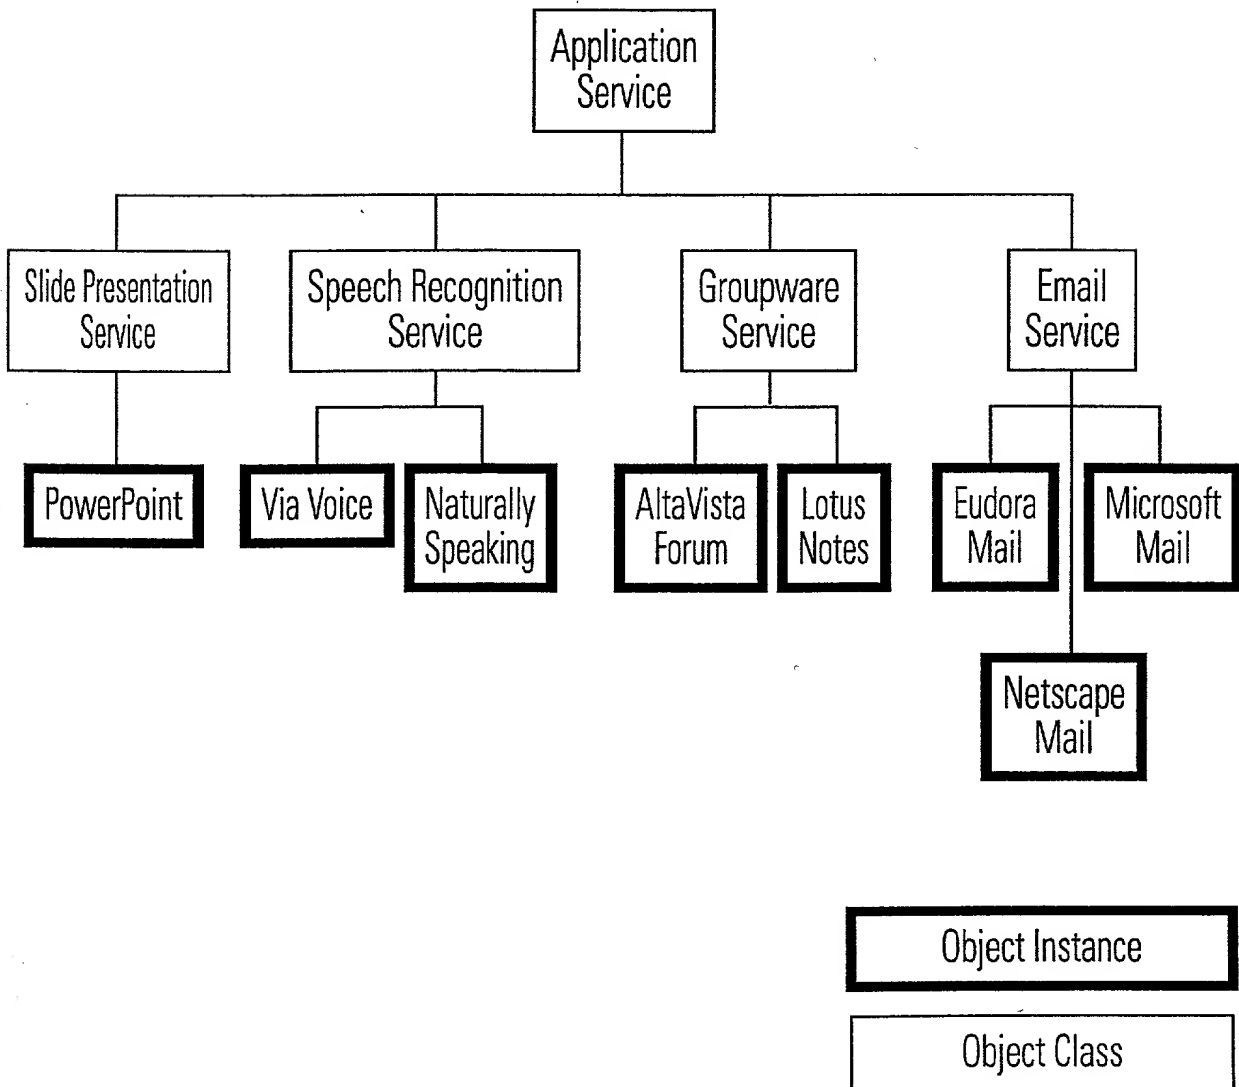 Application
Service
Slide Presentation
Service
Speech Recognition
Service
Groupware
Service
Email
Service
PowerPoint
Via Voice
Naturally
Speaking
AltaVista
Forum
Lotus
Notes
Eudora
Mail
Microsoft
Mail
Netscape
Mail
Object Instance
Object Class